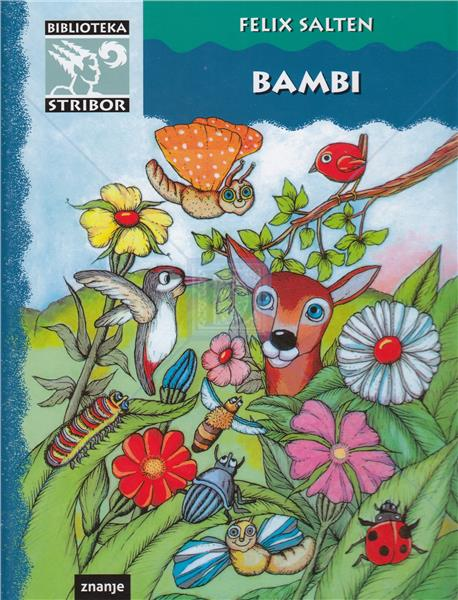 BIBLIOTEKA
STRIBOR
FELIX SALTEN
BAMBI
znanje